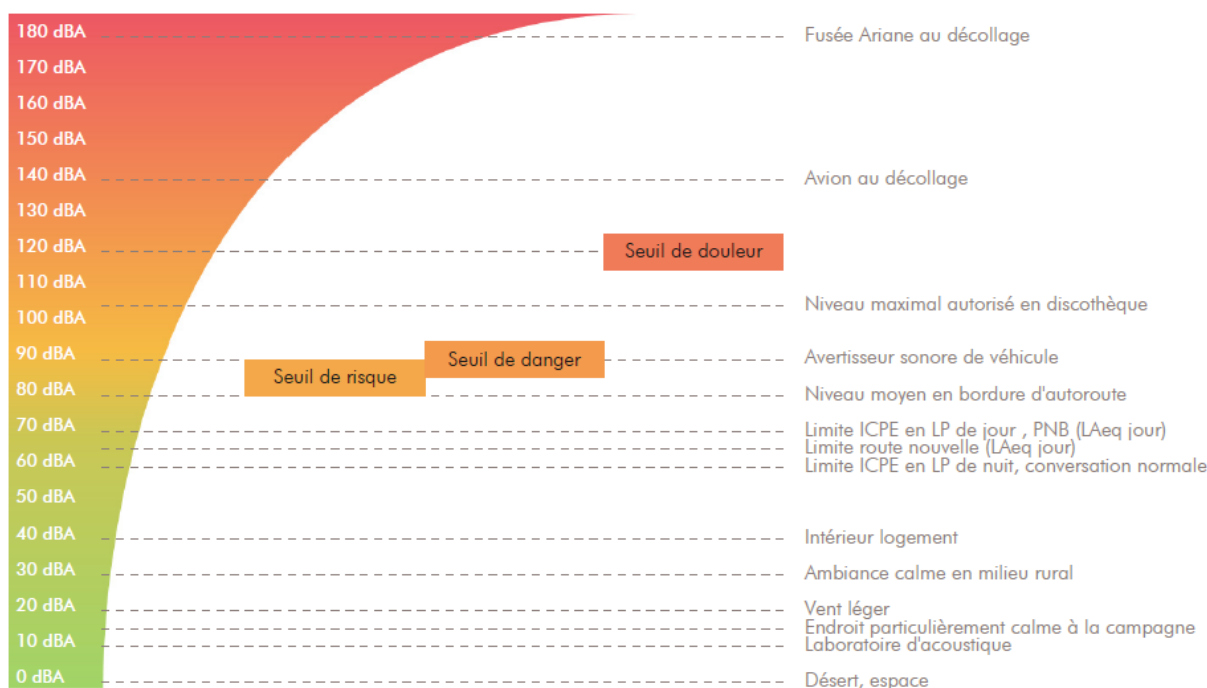 180 dBA
Fusée Ariane au décollage
170 dBA
160 dBA
150 dBA
140 dBA
Avion au décollage
130 dBA
120 dBA
Seuil de douleur
110 dBA
Niveau maximal autorisé en discothèque
100 dBA
90 dBA
Seuil de danger
Avertisseur sonore de véhicule
Seuil de risque
80 dBA
Niveau moyen en bordure d'autoroute
70 dBA
Limite ICPE en LP de jour , PNB (LAeq jour)
Limite route nouvelle (LAeq jour)
60 dBA
Limite ICPE en LP de nuit, conversation normale
50 dBA
40 dBA
Intérieur logement
30 dBA
Ambiance calme en milieu rural
20 dBA
Vent léger
Endroit particulièrement calme à la campagne
10 dBA
Laboratoire d'acoustique
0 dBA
Désert, espace